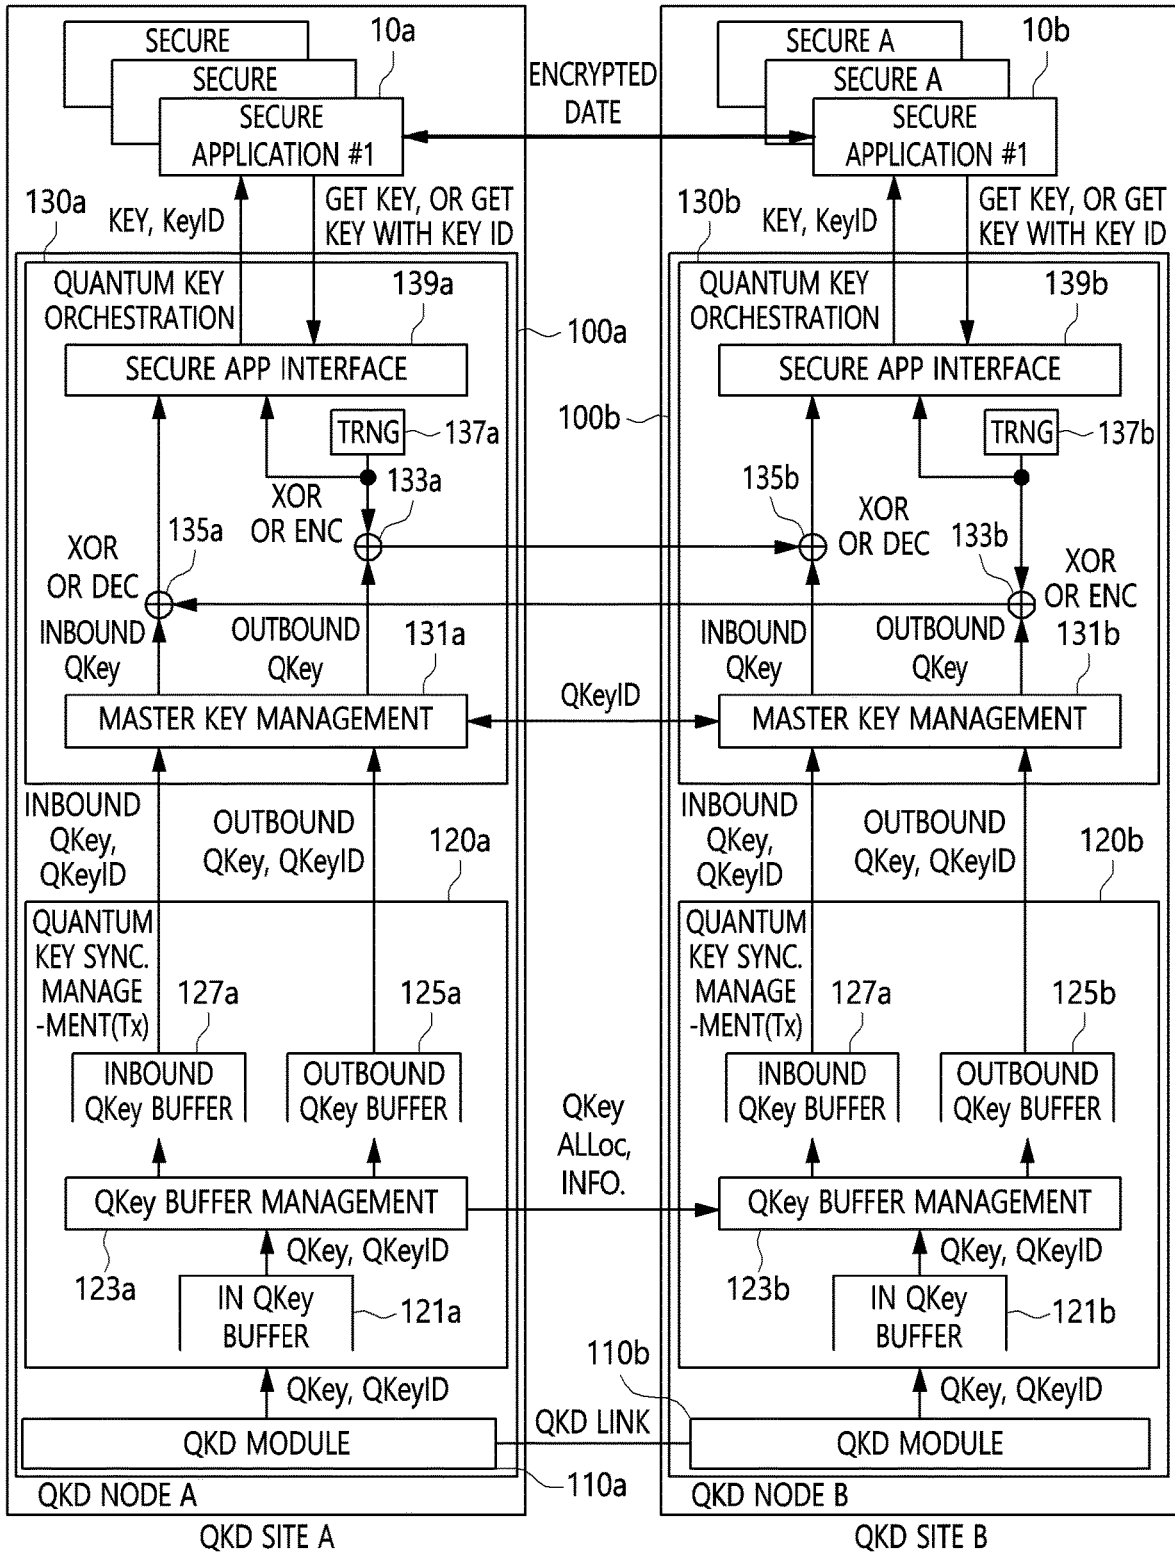 SECURE
SECURE
SECURE
APPLICATION #1
10a
ENCRYPTED
DATE
SECURE A
SECURE A
SECURE
APPLICATION #1
10b
130a
KEY, KeyID
GET KEY, OR GET
KEY WITH KEY ID
130b
KEY, KeyID
GET KEY, OR GET
KEY WITH KEY ID
QUANTUM KEY
ORCHESTRATION
139a
100a
SECURE APP INTERFACE
QUANTUM KEY
ORCHESTRATION
139b
SECURE APP INTERFACE
100b
TRNG
137a
XOR
OR ENC
133a
XOR
OR DEC
135a
INBOUND
QKey
OUTBOUND
QKey
131a
MASTER KEY MANAGEMENT
QKeyID
TRNG
137b
135b
XOR
OR DEC
133b
XOR
OR ENC
INBOUND
QKey
OUTBOUND
QKey
131b
MASTER KEY MANAGEMENT
INBOUND
QKey,
QKeyID
OUTBOUND
QKey, QKeyID
120a
INBOUND
QKey,
QKeyID
OUTBOUND
QKey, QKeyID
120b
QUANTUM
KEY SYNC.
MANAGE
-MENT(Tx)
127a
125a
INBOUND
QKey BUFFER
OUTBOUND
QKey BUFFER
QUANTUM
KEY SYNC.
MANAGE
-MENT(Tx)
127a
125b
INBOUND
QKey BUFFER
OUTBOUND
QKey BUFFER
QKey
ALLoc,
INFO.
QKey BUFFER MANAGEMENT
123a
QKey, QKeyID
IN QKey
BUFFER
121a
QKey BUFFER MANAGEMENT
123b
QKey, QKeyID
IN QKey
BUFFER
121b
QKey, QKeyID
110b
QKey, QKeyID
QKD MODULE
QKD LINK
QKD MODULE
110a
QKD NODE A
QKD NODE B
QKD SITE A
QKD SITE B